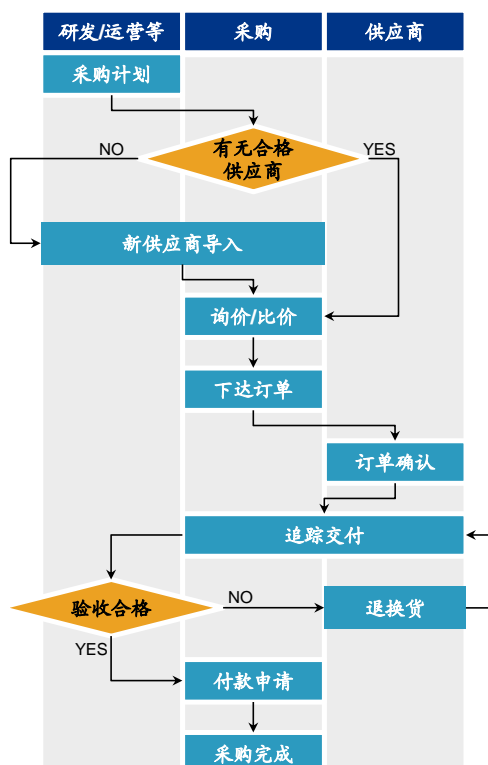 研发/运营等
采购
供应商
采购计划
有无合格
供应商
NO
YES
新供应商导入
询价/比价
下达订单
订单确认
追踪交付
验收合格
NO
退换货
YES
付款申请
采购完成